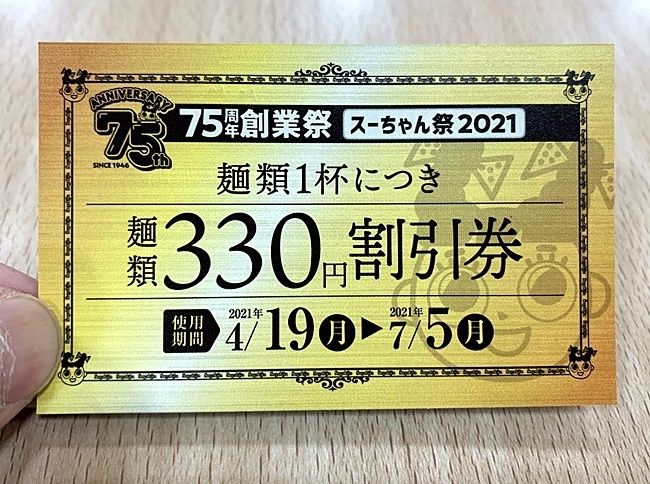 ANNIVERSARY
75th
SINCE 1946
75周年創業祭 スーちゃん祭2021
麺類1杯につき
麺類330円割引券
使用期間 2021年4/19月▶2021年7/5月